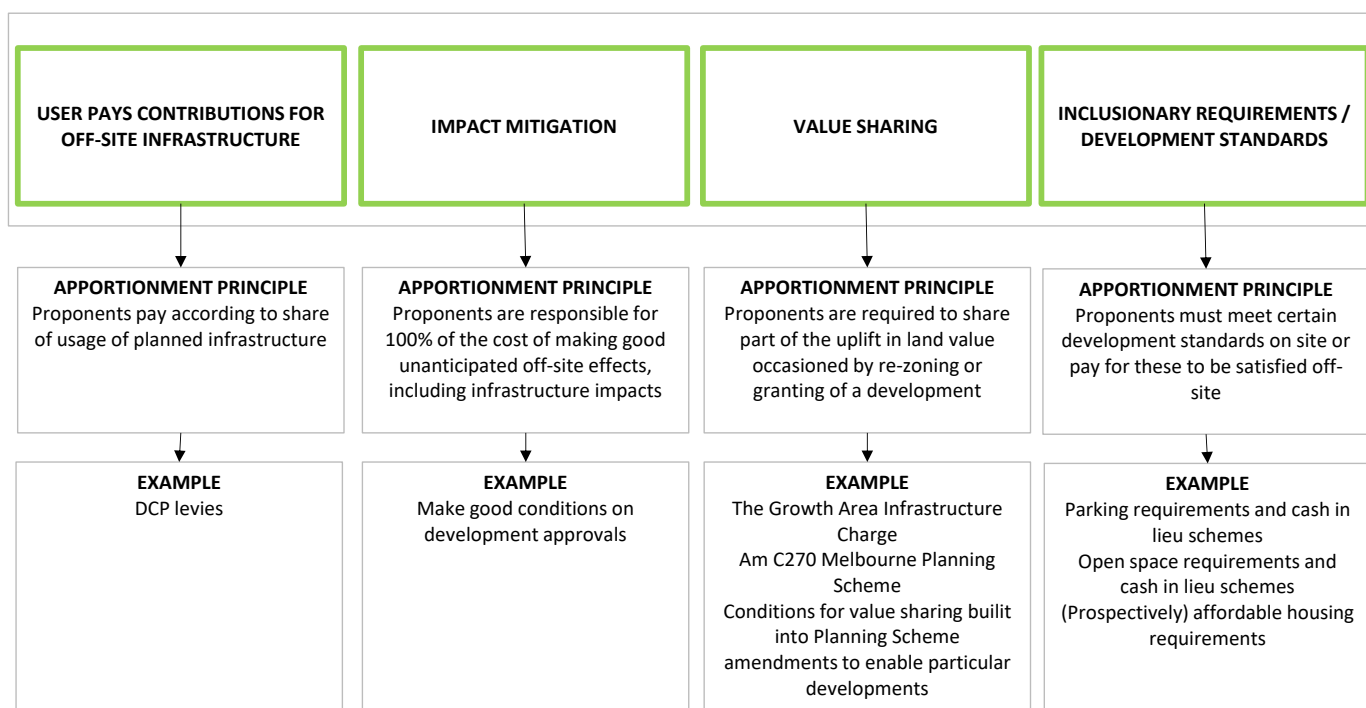 USER PAYS CONTRIBUTIONS FOR
OFF-SITE INFRASTRUCTURE
IMPACT MITIGATION
VALUE SHARING
INCLUSIONARY REQUIREMENTS /
DEVELOPMENT STANDARDS
APPORTIONMENT PRINCIPLE
Proponents pay according to share
of usage of planned infrastructure
APPORTIONMENT PRINCIPLE
Proponents are responsible for
100% of the cost of making good
unanticipated off-site effects,
including infrastructure impacts
APPORTIONMENT PRINCIPLE
Proponents are required to share
part of the uplift in land value
occasioned by re-zoning or
granting of a development
APPORTIONMENT PRINCIPLE
Proponents must meet certain
development standards on site or
pay for these to be satisfied off-
site
EXAMPLE
DCP levies
EXAMPLE
Make good conditions on
development approvals
EXAMPLE
The Growth Area Infrastructure
Charge
Am C270 Melbourne Planning
Scheme
Conditions for value sharing builit
into Planning Scheme
amendments to enable particular
developments
EXAMPLE
Parking requirements and cash in
lieu schemes
Open space requirements and
cash in lieu schemes
(Prospectively) affordable housing
requirements